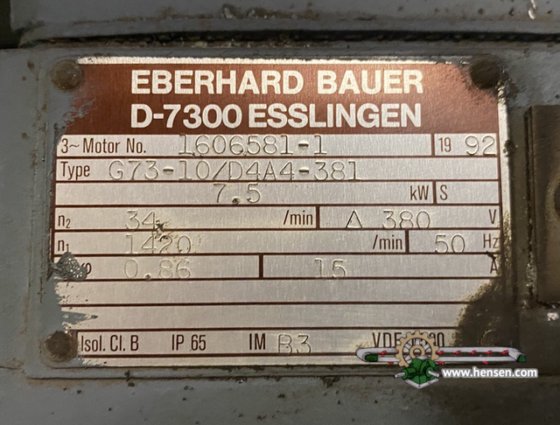 EBERHARD BAUER
D-7300 ESSLINGEN
3~ Motor No. 1606581-1 19 92
Type G73-10/D4A4-381
7.5 kW S
n₂ 34 /min A 380 V
n₁ 1420 /min 50 Hz
0.86 15 A
Isol. Cl. B IP 65 IM B3 VDE
www.hensen.com